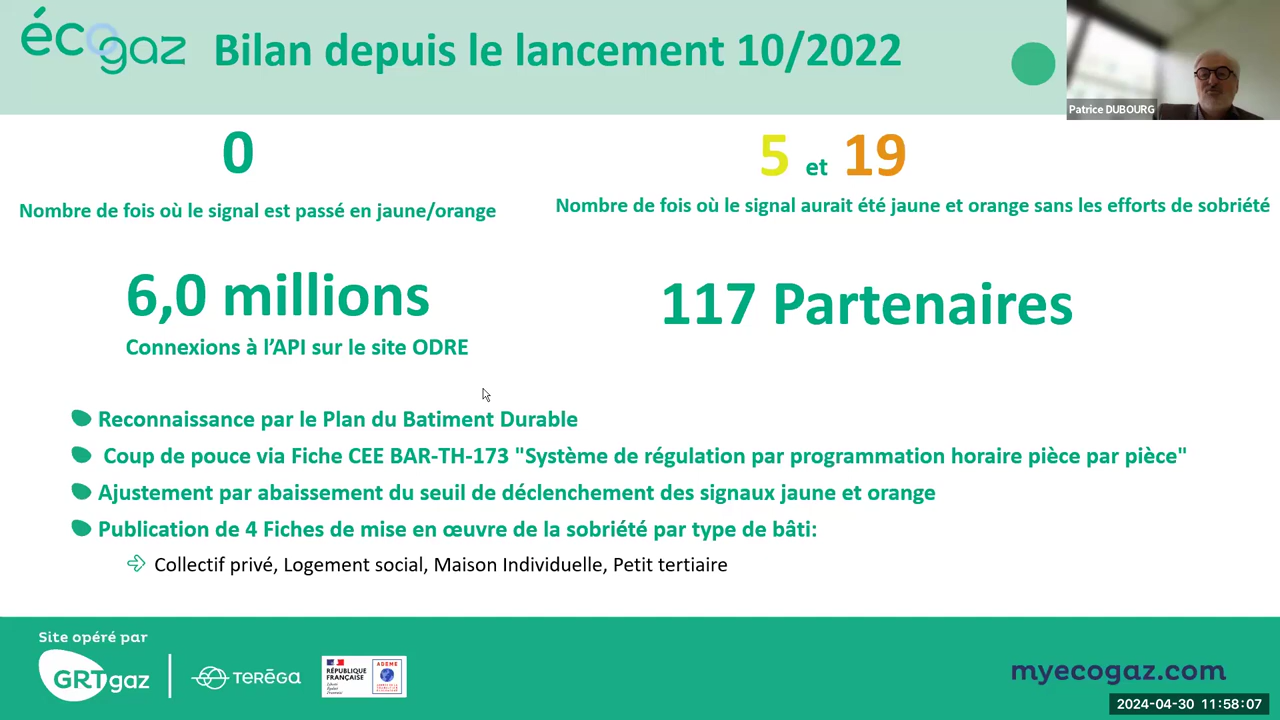 écogaz
Bilan depuis le lancement 10/2022
Patrice DUBOURG
0
Nombre de fois où le signal est passé en jaune/orange
5 et 19
Nombre de fois où le signal aurait été jaune et orange sans les efforts de sobriété
6,0 millions
Connexions à l’API sur le site ODRE
117 Partenaires
Reconnaissance par le Plan du Batiment Durable
Coup de pouce via Fiche CEE BAR-TH-173 "Système de régulation par programmation horaire pièce par pièce"
Ajustement par abaissement du seuil de déclenchement des signaux jaune et orange
Publication de 4 Fiches de mise en œuvre de la sobriété par type de bâti:
Collectif privé, Logement social, Maison Individuelle, Petit tertiaire
Site opéré par
GRTgaz
TERĒGA
RÉPUBLIQUE
FRANÇAISE
Liberté
Égalité
Fraternité
ADEME
myecogaz.com
2024-04-30 11:58:07